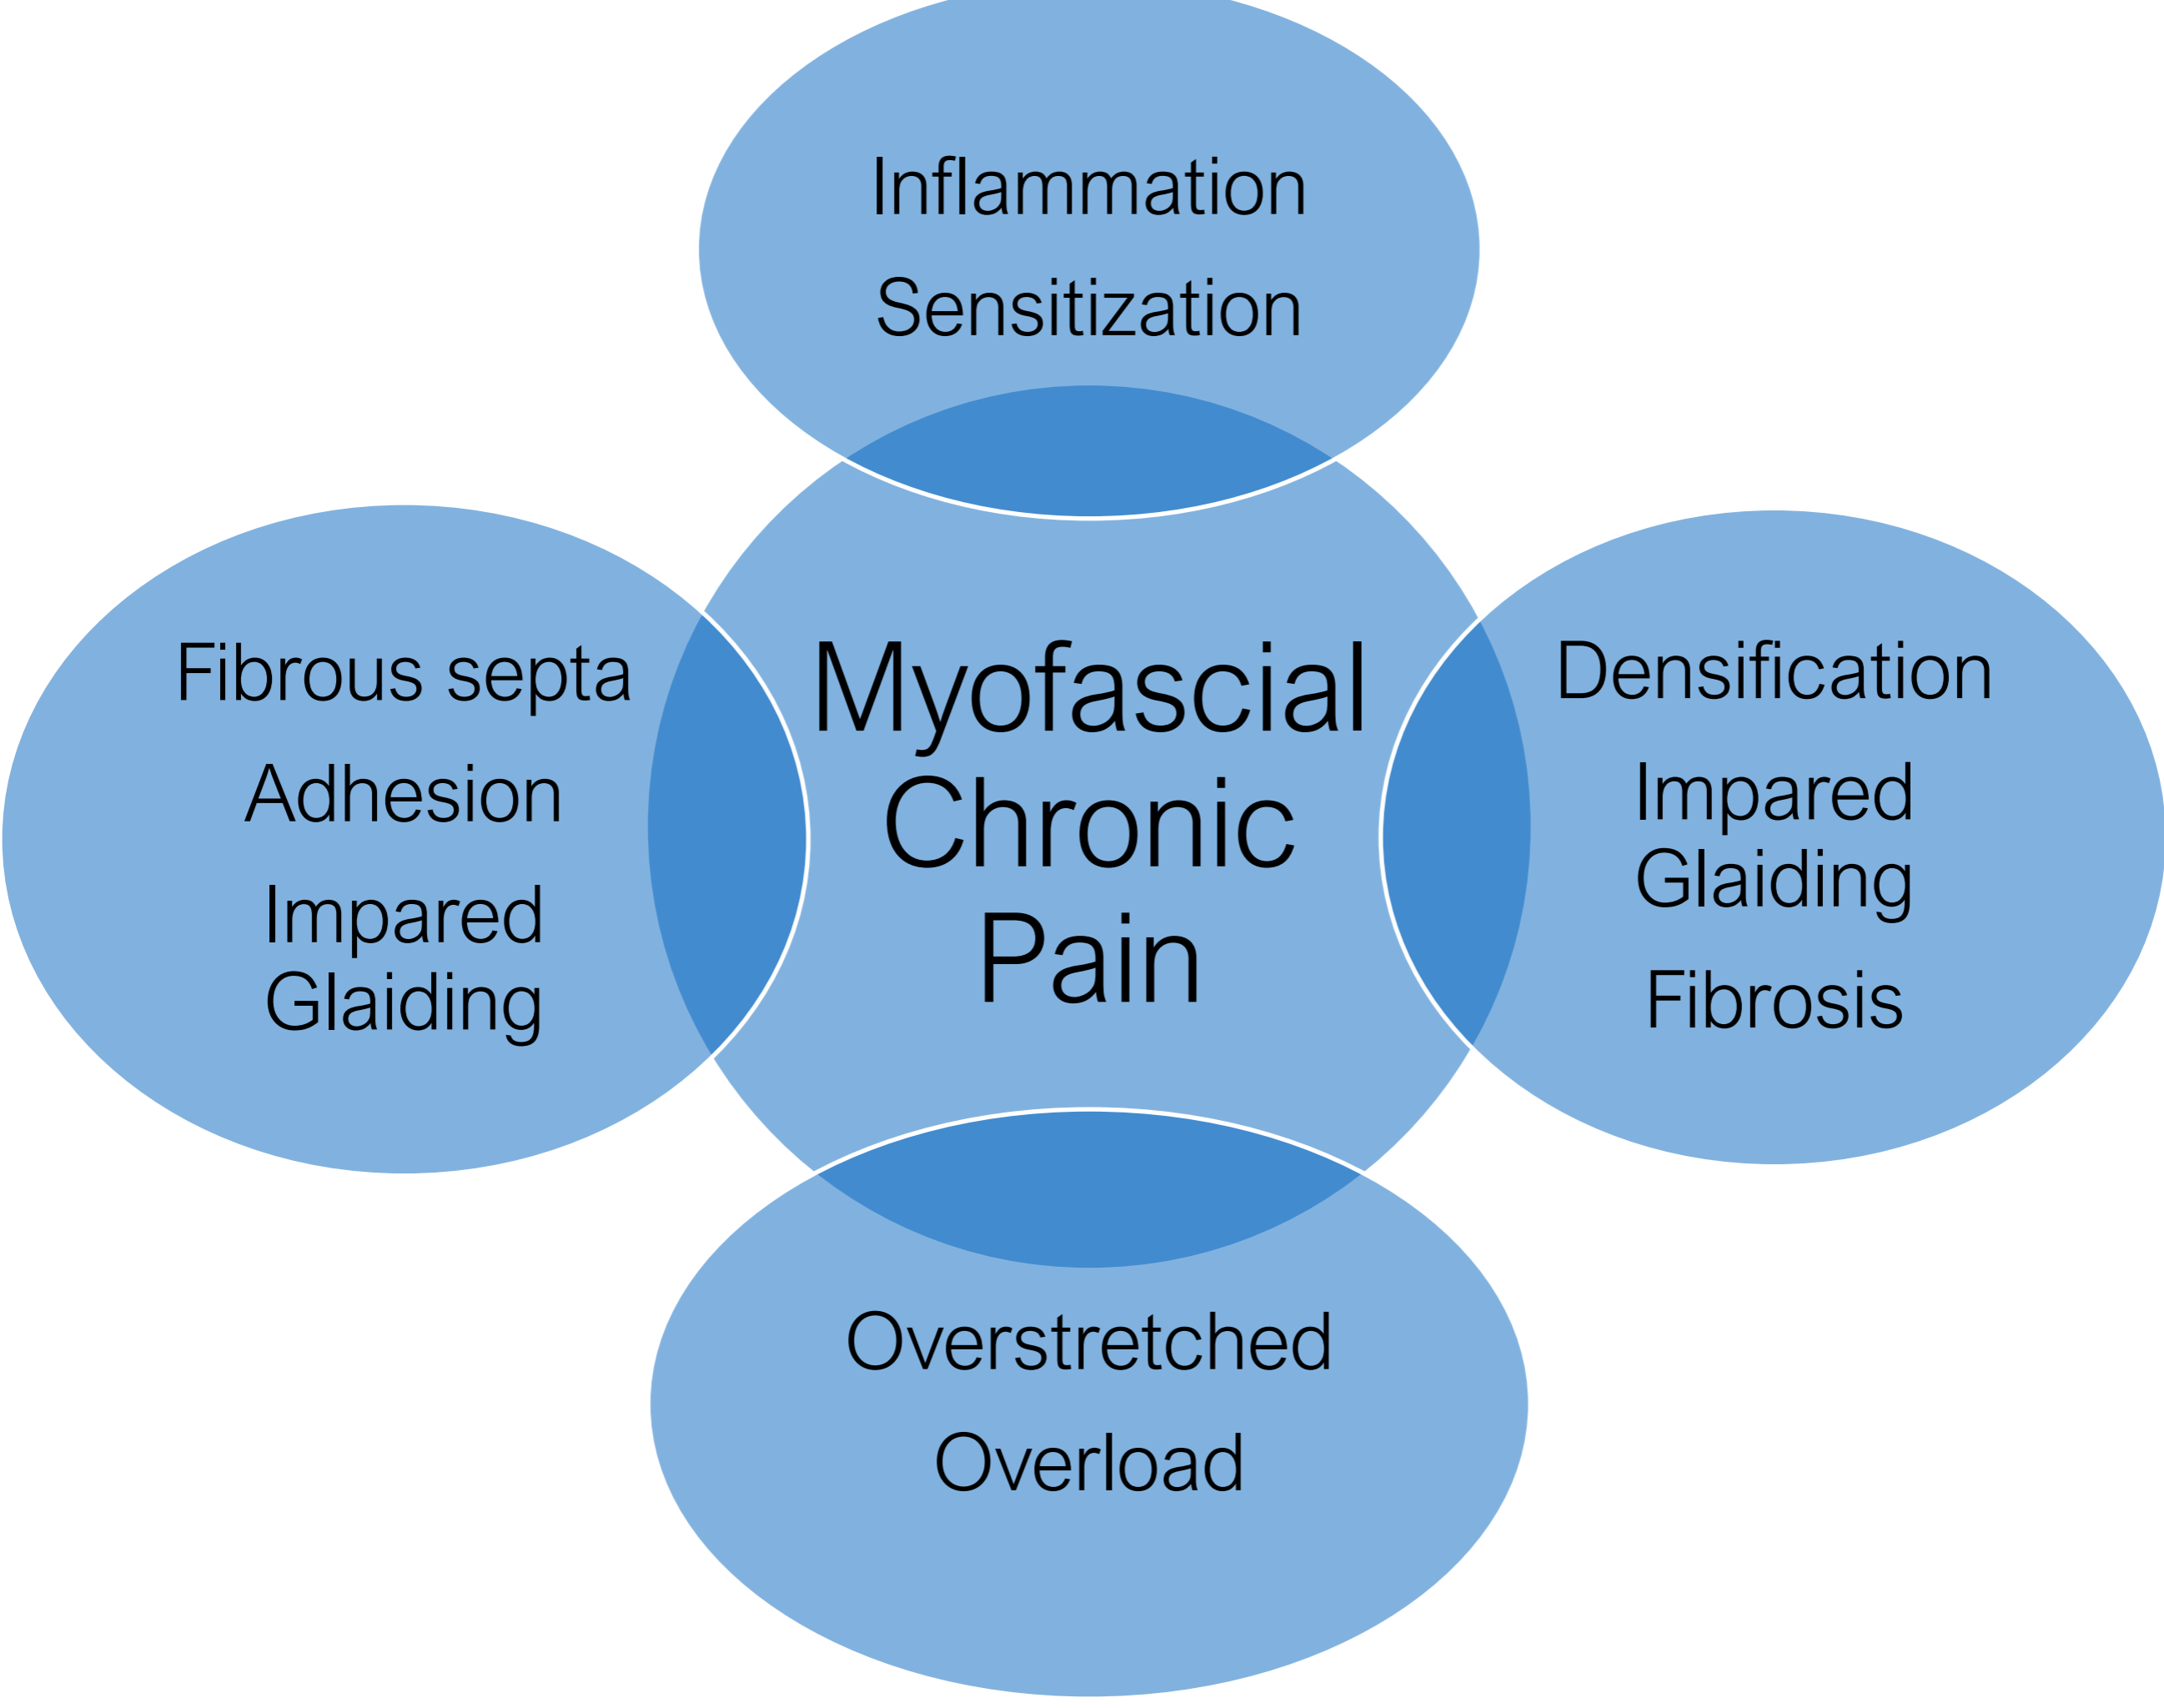 Inflammation
Sensitization
Fibrous septa
Adhesion
Impared
Glaiding
Myofascial
Chronic
Pain
Densification
Impared
Glaiding
Fibrosis
Overstretched
Overload